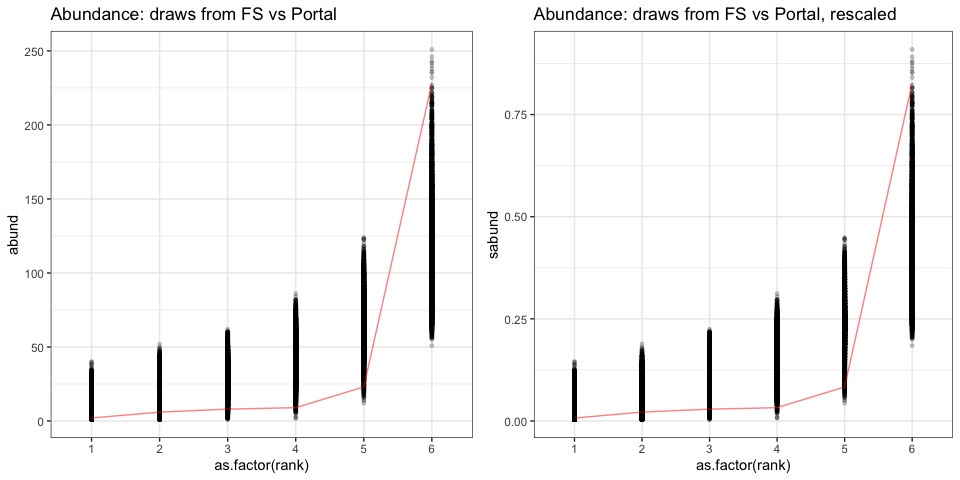 Abundance: draws from FS vs Portal
abund
250
200
150
100
50
0
1 2 3 4 5 6
as.factor(rank)
Abundance: draws from FS vs Portal, rescaled
sabund
0.75
0.50
0.25
0.00
1 2 3 4 5 6
as.factor(rank)